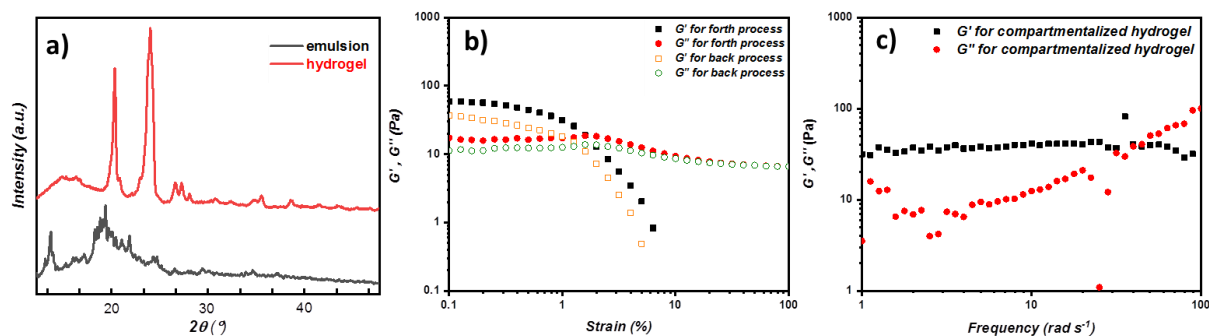 a)
emulsion
hydrogel
Intensity (a.u.)
20
30
40
2θ (°)
b)
G' for forth process
G'' for forth process
G' for back process
G'' for back process
G' , G'' (Pa)
1000
100
10
1
0.1
0.1
1
10
100
Strain (%)
c)
G' for compartmentalized hydrogel
G'' for compartmentalized hydrogel
G' ,G'' (Pa)
1000
100
10
1
1
10
100
Frequency (rad s⁻¹)